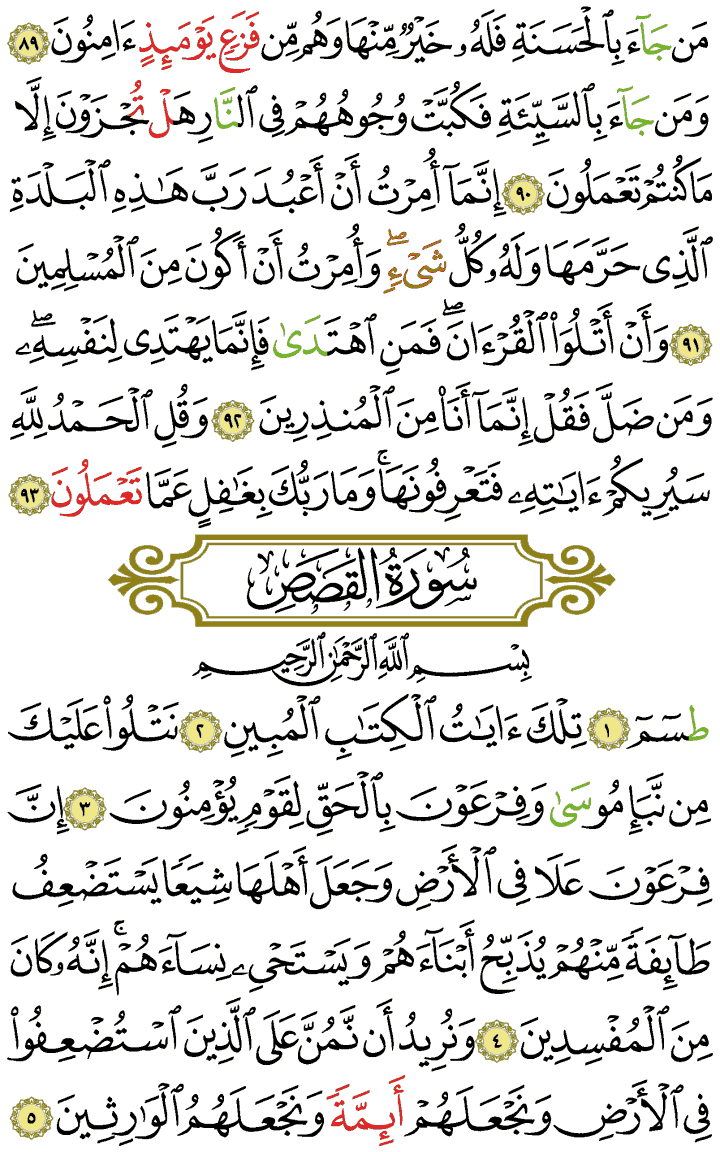 مَن جَآءَ بِٱلْحَسَنَةِ فَلَهُۥ خَيْرٌ مِّنْهَا وَهُم مِّن فَزَعِ يَوْمَئِذٍ ءَامِنُونَ ٨٩
وَمَن جَآءَ بِٱلسَّيِّئَةِ فَكُبَّتْ وُجُوهُهُمْ فِى ٱلنَّارِ هَلْ تُجْزَوْنَ إِلَّا
مَا كُنتُمْ تَعْمَلُونَ ٩٠ إِنَّمَآ أُمِرْتُ أَنْ أَعْبُدَ رَبَّ هَـٰذِهِ ٱلْبَلْدَةِ
ٱلَّذِى حَرَّمَهَا وَلَهُۥ كُلُّ شَىْءٍ ۖ وَأُمِرْتُ أَنْ أَكُونَ مِنَ ٱلْمُسْلِمِينَ
٩١ وَأَنْ أَتْلُوَا۟ ٱلْقُرْءَانَ ۖ فَمَنِ ٱهْتَدَىٰ فَإِنَّمَا يَهْتَدِى لِنَفْسِهِۦ ۖ
وَمَن ضَلَّ فَقُلْ إِنَّمَآ أَنَا۠ مِنَ ٱلْمُنذِرِينَ ٩٢ وَقُلِ ٱلْحَمْدُ لِلَّهِ
سَيُرِيكُمْ ءَايَـٰتِهِۦ فَتَعْرِفُونَهَا ۚ وَمَا رَبُّكَ بِغَـٰفِلٍ عَمَّا تَعْمَلُونَ ٩٣
سُورَةُ الْقَصَصِ
بِسْمِ ٱللَّهِ ٱلرَّحْمَـٰنِ ٱلرَّحِيمِ
طسٓمٓ ١ تِلْكَ ءَايَـٰتُ ٱلْكِتَـٰبِ ٱلْمُبِينِ ٢ نَتْلُوا۟ عَلَيْكَ
مِن نَّبَإِ مُوسَىٰ وَفِرْعَوْنَ بِٱلْحَقِّ لِقَوْمٍ يُؤْمِنُونَ ٣ إِنَّ
فِرْعَوْنَ عَلَا فِى ٱلْأَرْضِ وَجَعَلَ أَهْلَهَا شِيَعًا يَسْتَضْعِفُ
طَآئِفَةً مِّنْهُمْ يُذَبِّحُ أَبْنَآءَهُمْ وَيَسْتَحْىِۦ نِسَآءَهُمْ ۚ إِنَّهُۥ كَانَ
مِنَ ٱلْمُفْسِدِينَ ٤ وَنُرِيدُ أَن نَّمُنَّ عَلَى ٱلَّذِينَ ٱسْتُضْعِفُوا۟
فِى ٱلْأَرْضِ وَنَجْعَلَهُمْ أَئِمَّةً وَنَجْعَلَهُمُ ٱلْوَٰرِثِينَ ٥